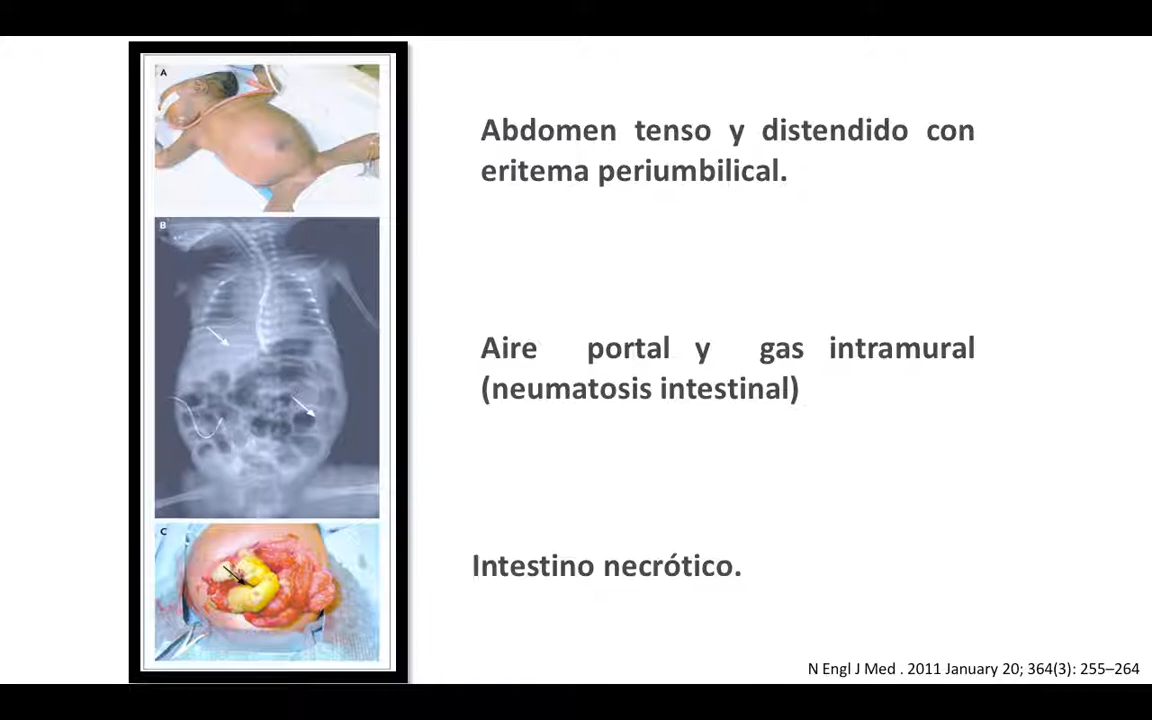 A
Abdomen tenso y distendido con
eritema periumbilical.
B
Aire portal y gas intramural
(neumatosis intestinal)
C
Intestino necrótico.
N Engl J Med . 2011 January 20; 364(3): 255–264